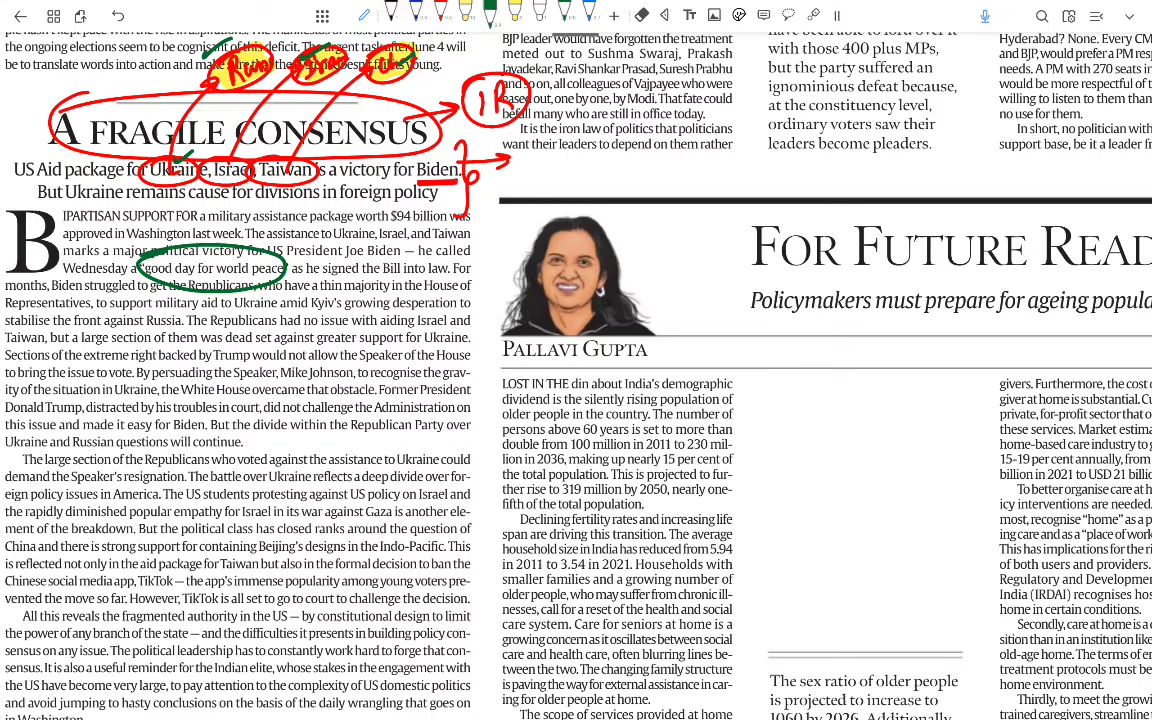 the ongoing elections seem to be cognisant of this deficit. The urgent task after June 4 will
be to translate words into action and make sure that the
A FRAGILE CONSENSUS
IR
US Aid package for Ukraine, Israel, Taiwan is a victory for Biden.
But Ukraine remains cause for divisions in foreign policy
BIPARTISAN SUPPORT FOR a military assistance package worth $94 billion was
approved in Washington last week. The assistance to Ukraine, Israel, and Taiwan
marks a major political victory for US President Joe Biden — he called
Wednesday a "good day for world peace" as he signed the Bill into law. For
months, Biden struggled to get the Republicans, who have a thin majority in the House of
Representatives, to support military aid to Ukraine amid Kyiv's growing desperation to
stabilise the front against Russia. The Republicans had no issue with aiding Israel and
Taiwan, but a large section of them was dead set against greater support for Ukraine.
Sections of the extreme right backed by Trump would not allow the Speaker of the House
to bring the issue to vote. By persuading the Speaker, Mike Johnson, to recognise the grav-
ity of the situation in Ukraine, the White House overcame that obstacle. Former President
Donald Trump, distracted by his troubles in court, did not challenge the Administration on
this issue and made it easy for Biden. But the divide within the Republican Party over
Ukraine and Russian questions will continue.
The large section of the Republicans who voted against the assistance to Ukraine could
demand the Speaker's resignation. The battle over Ukraine reflects a deep divide over for-
eign policy issues in America. The US students protesting against US policy on Israel and
the rapidly diminished popular empathy for Israel in its war against Gaza is another ele-
ment of the breakdown. But the political class has closed ranks around the question of
China and there is strong support for containing Beijing's designs in the Indo-Pacific. This
is reflected not only in the aid package for Taiwan but also in the formal decision to ban the
Chinese social media app, TikTok — the app's immense popularity among young voters pre-
vented the move so far. However, TikTok is all set to go to court to challenge the decision.
All this reveals the fragmented authority in the US — by constitutional design to limit
the power of any branch of the state — and the difficulties it presents in building policy con-
sensus on any issue. The political leadership has to constantly work hard to forge that con-
sensus. It is also a useful reminder for the Indian elite, whose stakes in the engagement with
the US have become very large, to pay attention to the complexity of US domestic politics
and avoid jumping to hasty conclusions on the basis of the daily wrangling that goes on
in Washington.
BJP leader would have forgotten the treatment
meted out to Sushma Swaraj, Prakash
Javdekar, Ravi Shankar Prasad, Suresh Prabhu
and so on, all colleagues of Vajpayee who were
eased out, one by one, by Modi. That fate could
befall many who are still in office today.
It is the iron law of politics that politicians
want their leaders to depend on them rather
with those 400 plus MPs,
but the party suffered an
ignominious defeat because,
at the constituency level,
ordinary voters saw their
leaders become pleaders.
Hyderabad? None. Every CM
and BJP, would prefer a PM
needs. A PM with 270 seats in
would be more respectful of
willing to listen to them than
no use for them.
In short, no politician with
support base, be it a leader
FOR FUTURE READ
Policymakers must prepare for ageing popula
PALLAVI GUPTA
LOST IN THE din about India's demographic
dividend is the silently rising population of
older people in the country. The number of
persons above 60 years is set to more than
double from 100 million in 2011 to 230 mil-
lion in 2036, making up nearly 15 per cent of
the total population. This is projected to fur-
ther rise to 319 million by 2050, nearly one-
fifth of the total population.
Declining fertility rates and increasing life
span are driving this transition. The average
household size in India has reduced from 5.94
in 2011 to 3.54 in 2021. Households with
smaller families and a growing number of
older people, who may suffer from chronic ill-
nesses, call for a reset of the health and social
care system. Care for seniors at home is a
growing concern as it oscillates between social
care and health care, often blurring lines be-
tween the two. The changing family structure
is paving the way for external assistance in car-
ing for older people at home.
The scope of services provided at home
The sex ratio of older people
is projected to increase to
1060 by 2026. Additionally
givers. Furthermore, the cost
giver at home is substantial.
private, for-profit sector that
these services. Market
home-based care industry to
15-19 per cent annually, from
billion in 2021 to USD 21
To better organise care at
icy interventions are needed.
most, recognise "home" as a
ing care and as a "place of
This has implications for the
of both users and providers.
Regulatory and
India (IRDAI) recognises
home in certain conditions.
Secondly, care at home is a
sition than in an institution like
old-age home. The terms of
treatment protocols must be
home environment.
Thirdly, to meet the
trained caregivers, streamline